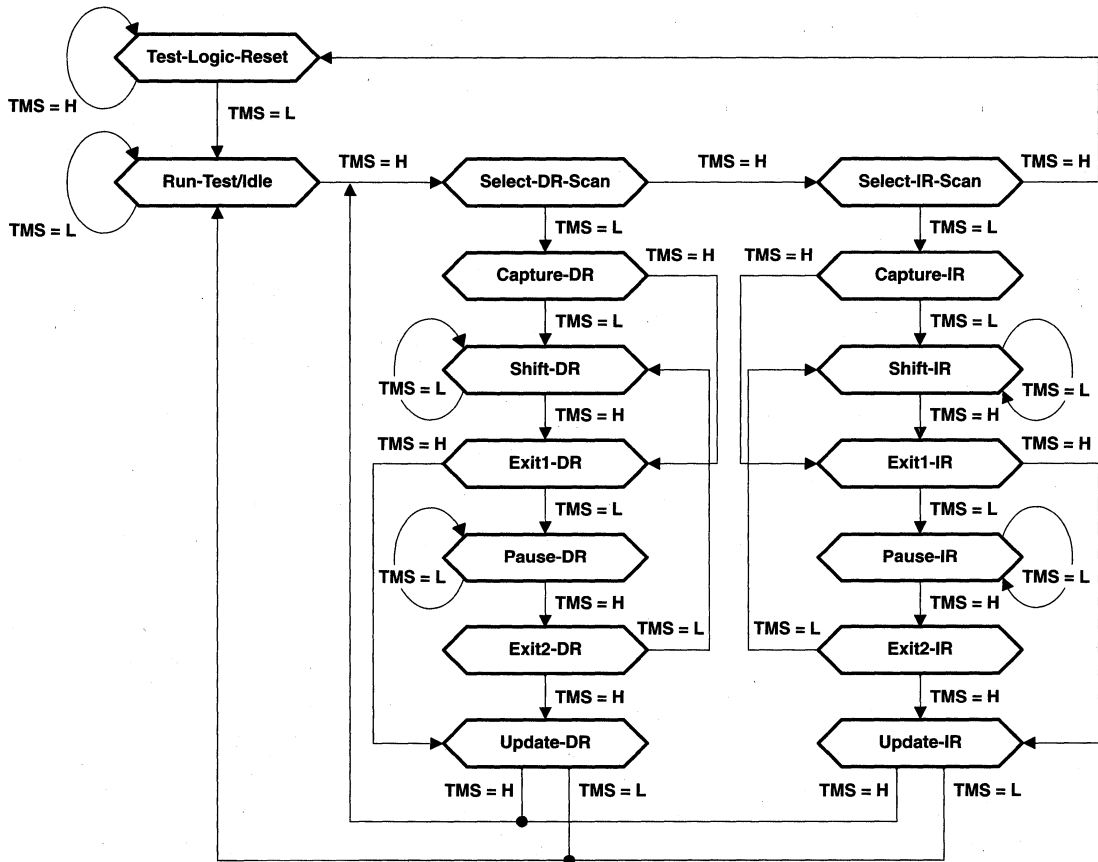 Test-Logic-Reset
TMS = H
TMS = L
TMS = H
TMS = H
TMS = H
Run-Test/Idle
Select-DR-Scan
Select-IR-Scan
TMS = L
TMS = L
TMS = L
TMS = H
TMS = H
Capture-DR
Capture-IR
TMS = L
TMS = L
Shift-DR
Shift-IR
TMS = L
TMS = L
TMS = H
TMS = H
TMS = H
TMS = H
Exit1-DR
Exit1-IR
TMS = L
TMS = L
Pause-DR
Pause-IR
TMS = L
TMS = L
TMS = H
TMS = H
TMS = L
TMS = L
Exit2-DR
Exit2-IR
TMS = H
TMS = H
Update-DR
Update-IR
TMS = H
TMS = L
TMS = H
TMS = L